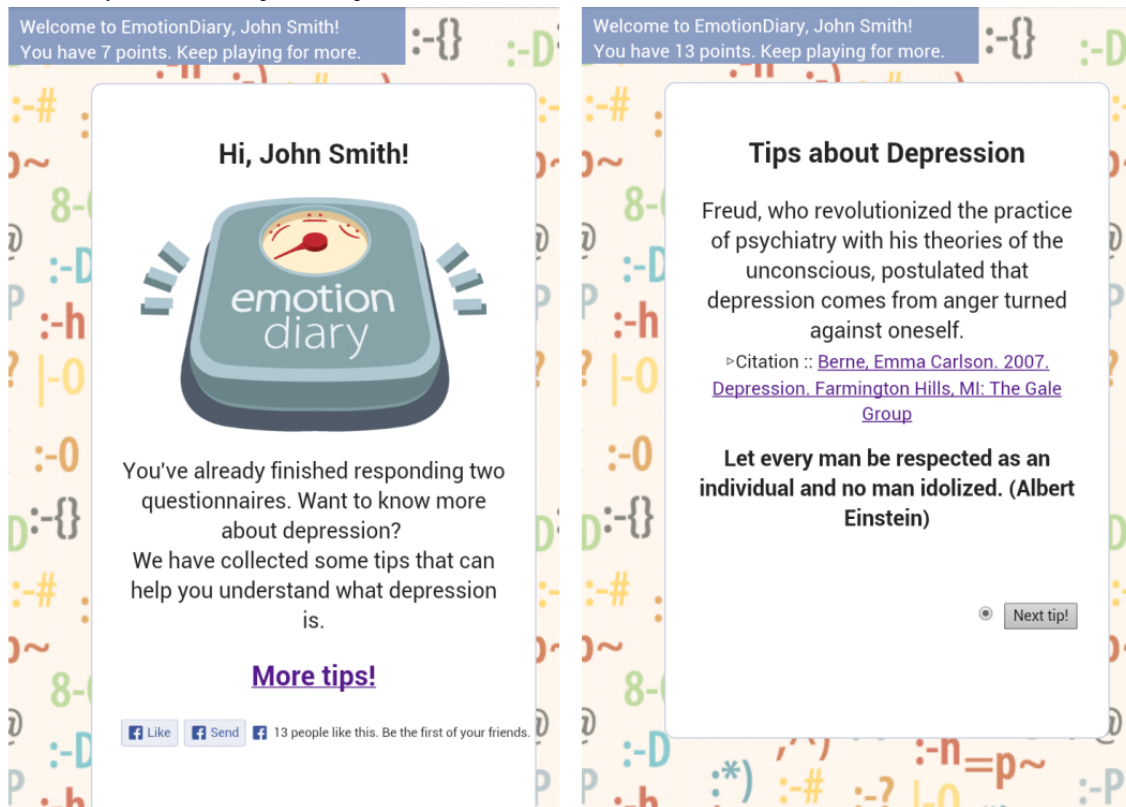 Welcome to EmotionDiary, John Smith!
You have 7 points. Keep playing for more.
Hi, John Smith!
emotion
diary
You've already finished responding two
questionnaires. Want to know more
about depression?
We have collected some tips that can
help you understand what depression
is.
More tips!
Like Send 13 people like this. Be the first of your friends.
Welcome to EmotionDiary, John Smith!
You have 13 points. Keep playing for more.
Tips about Depression
Freud, who revolutionized the practice
of psychiatry with his theories of the
unconscious, postulated that
depression comes from anger turned
against oneself.
▹Citation :: Berne, Emma Carlson. 2007.
Depression. Farmington Hills, MI: The Gale
Group
Let every man be respected as an
individual and no man idolized. (Albert
Einstein)
Next tip!